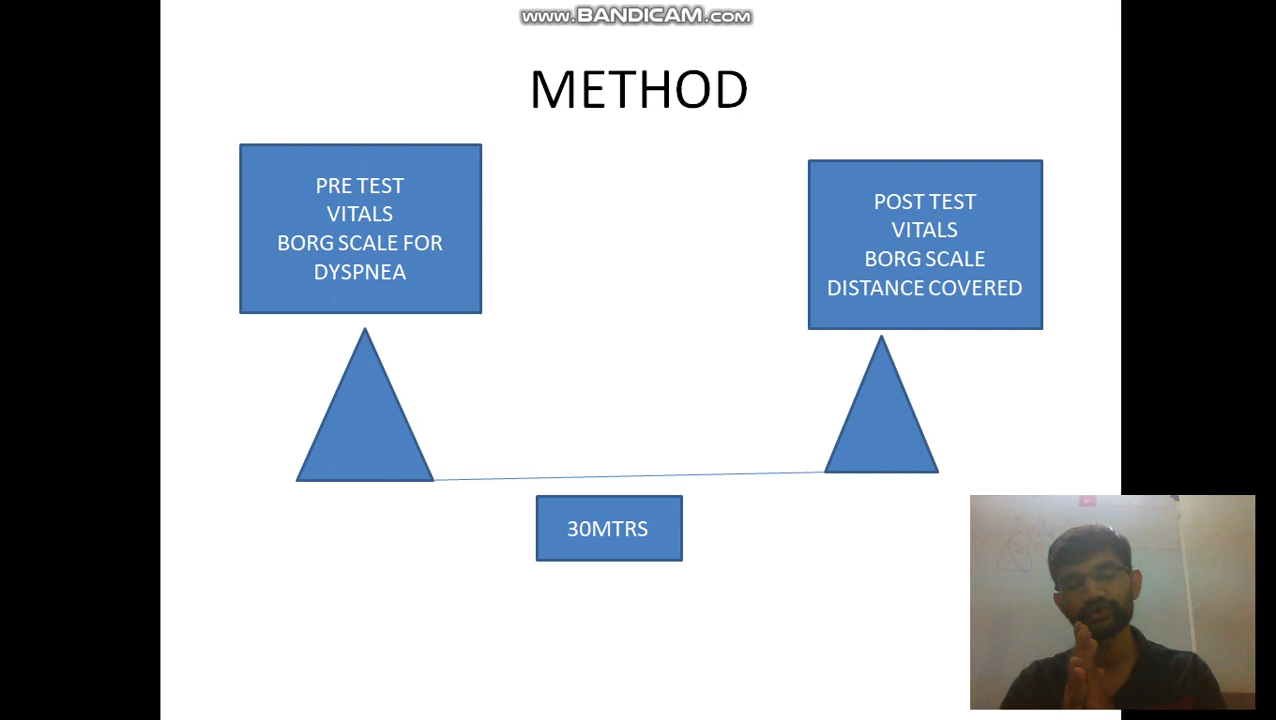 www.BANDICAM.com
METHOD
PRE TEST
VITALS
BORG SCALE FOR
DYSPNEA
POST TEST
VITALS
BORG SCALE
DISTANCE COVERED
30MTRS